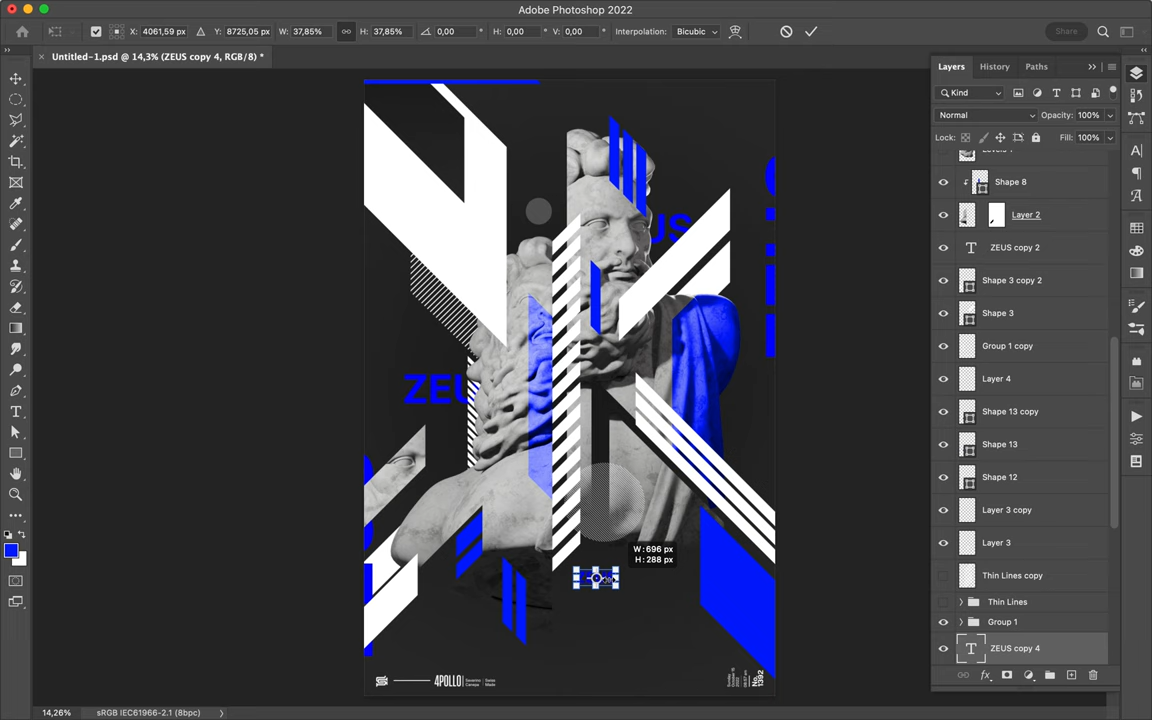 Adobe Photoshop 2022
X: 4061,59 px Y: 8725,05 px W: 37,85% H: 37,85% 0,00 ° H: 0,00 ° V: 0,00 ° Interpolation: Bicubic Share
Untitled-1.psd @ 14,3% (ZEUS copy 4, RGB/8) *
Layers History Paths
Kind
Normal Opacity: 100%
Lock: Fill: 100%
Shape 8
Layer 2
ZEUS copy 2
Shape 3 copy 2
Shape 3
Group 1 copy
Layer 4
Shape 13 copy
Shape 13
Shape 12
Layer 3 copy
Layer 3
Thin Lines copy
Thin Lines
Group 1
ZEUS copy 4
US
ZEU
W: 696 px
H: 288 px
4POLLO
No.
1392
14,26% sRGB IEC61966-2.1 (8bpc)